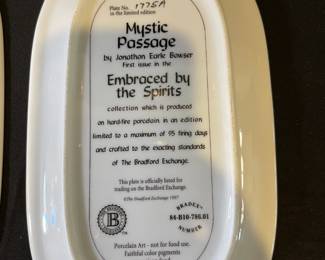 Plate No. 1775A
in the limited edition
Mystic
Passage
by Jonathon Earle Bowser
First issue in the
Embraced by
the Spirits
collection which is produced
on hard-fire porcelain in an edition
limited to a maximum of 95 firing days
and crafted to the exacting standards
of The Bradford Exchange.
This plate is officially listed for
trading on the Bradford Exchange.
©The Bradford Exchange 1997
B
BRADEX
84-B10-786.01
NUMBER
Porcelain Art - not for food use.
Faithful color pigments